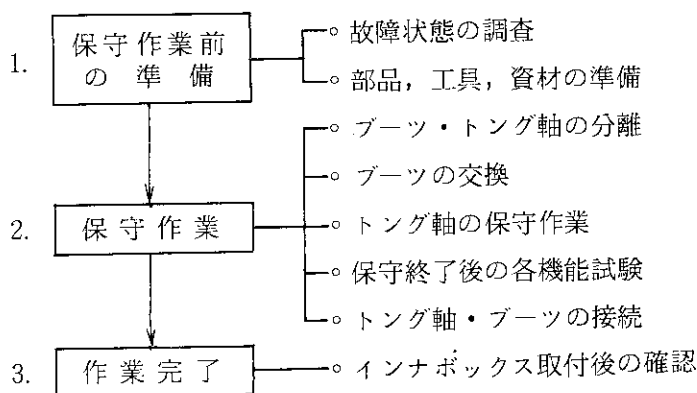 1.
保守作業前
の準備
○ 故障状態の調査
○ 部品，工具，資材の準備
2.
保守作業
○ ブーツ・トング軸の分離
○ ブーツの交換
○ トング軸の保守作業
○ 保守終了後の各機能試験
○ トング軸・ブーツの接続
3.
作業完了
○ インナボックス取付後の確認